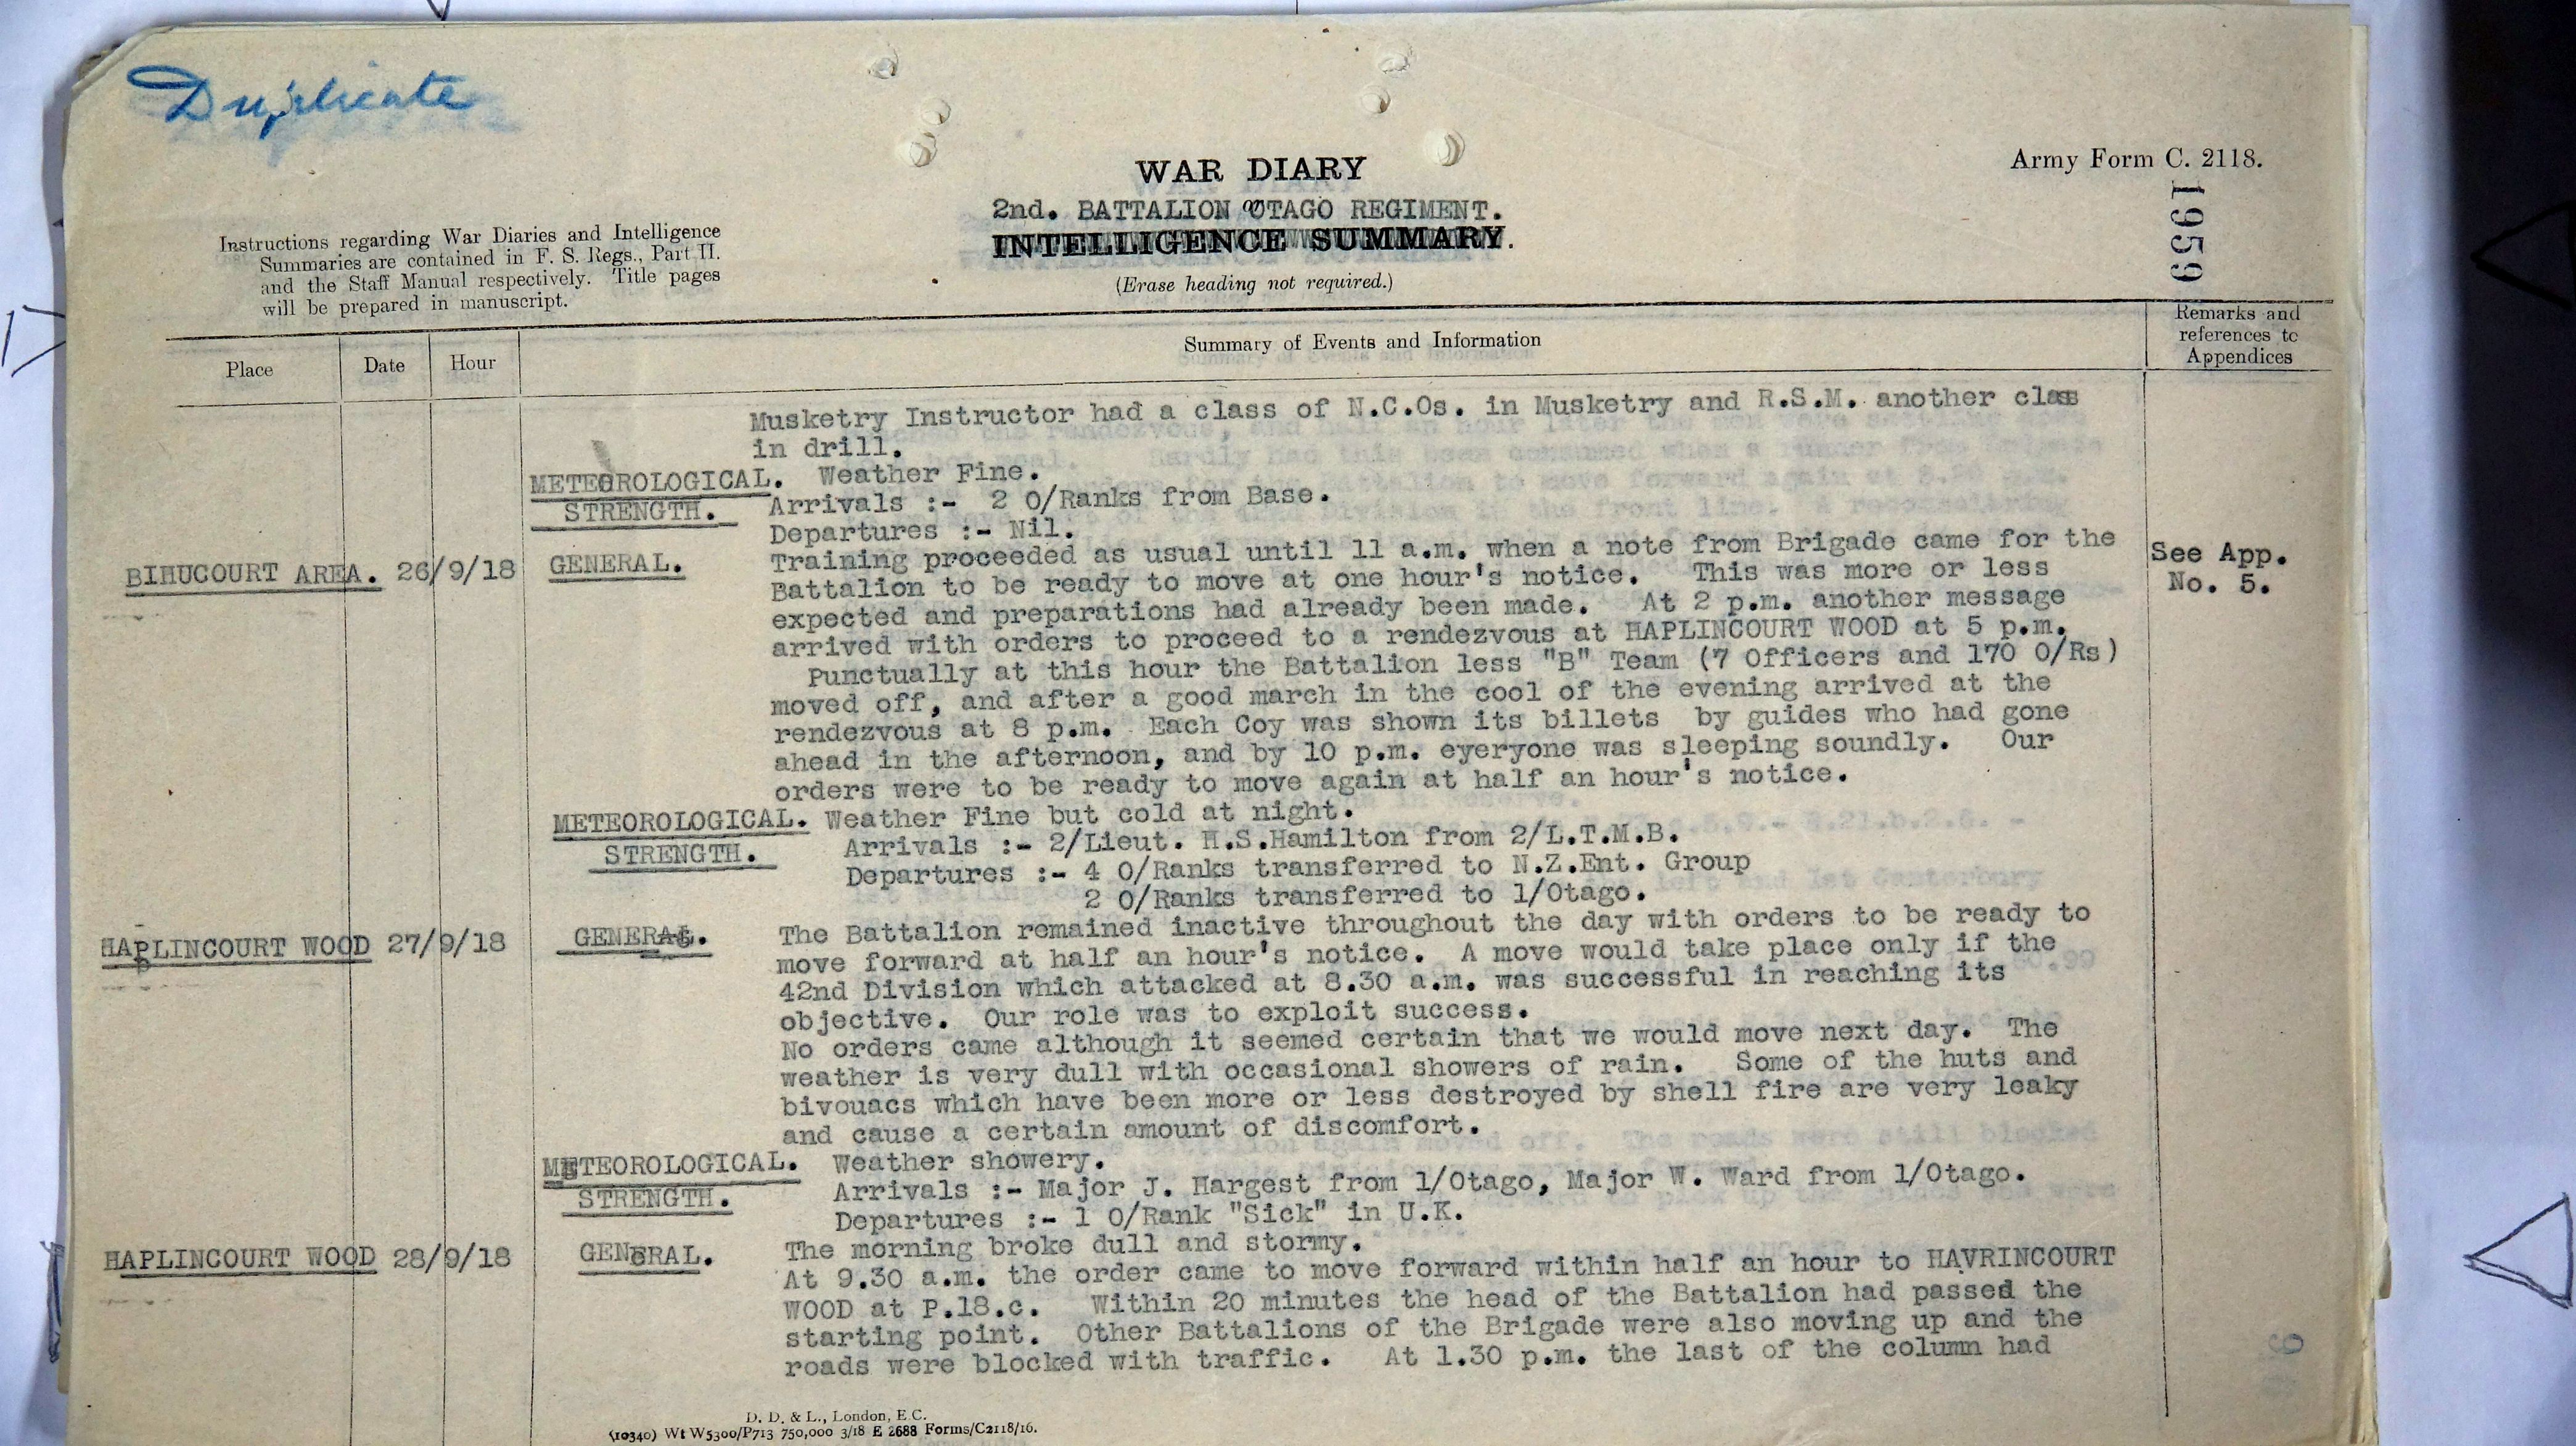 Duplicate
WAR DIARY
Army Form C. 2118.
2nd. BATTALION OTAGO REGIMENT.
INTELLIGENCE SUMMARY.
(Erase heading not required.)
1959
Instructions regarding War Diaries and Intelligence
Summaries are contained in F. S. Regs., Part II.
and the Staff Manual respectively. Title pages
will be prepared in manuscript.
Place Date Hour Summary of Events and Information
Remarks and
references to
Appendices
Musketry Instructor had a class of N.C.Os. in Musketry and R.S.M. another class
in drill.
METEOROLOGICAL. Weather Fine.
STRENGTH. Arrivals :- 2 O/Ranks from Base.
Departures :- Nil.
BIHUCOURT AREA. 26/9/18 GENERAL. Training proceeded as usual until 11 a.m. when a note from Brigade came for the
Battalion to be ready to move at one hour's notice. This was more or less
expected and preparations had already been made. At 2 p.m. another message
arrived with orders to proceed to a rendezvous at HAPLINCOURT WOOD at 5 p.m.
See App.
No. 5.
Punctually at this hour the Battalion less "B" Team (7 Officers and 170 O/Rs)
moved off, and after a good march in the cool of the evening arrived at the
rendezvous at 8 p.m. Each Coy was shown its billets by guides who had gone
ahead in the afternoon, and by 10 p.m. eyeryone was sleeping soundly. Our
orders were to be ready to move again at half an hour's notice.
METEOROLOGICAL. Weather Fine but cold at night.
STRENGTH. Arrivals :- 2/Lieut. H.S.Hamilton from 2/L.T.M.B.
Departures :- 4 O/Ranks transferred to N.Z.Ent. Group
2 O/Ranks transferred to 1/Otago.
HAPLINCOURT WOOD 27/9/18 GENERAL. The Battalion remained inactive throughout the day with orders to be ready to
move forward at half an hour's notice. A move would take place only if the
42nd Division which attacked at 8.30 a.m. was successful in reaching its
objective. Our role was to exploit success.
No orders came although it seemed certain that we would move next day. The
weather is very dull with occasional showers of rain. Some of the huts and
bivouacs which have been more or less destroyed by shell fire are very leaky
and cause a certain amount of discomfort.
METEOROLOGICAL. Weather showery.
STRENGTH. Arrivals :- Major J. Hargest from 1/Otago, Major W. Ward from 1/Otago.
Departures :- 1 O/Rank "Sick" in U.K.
HAPLINCOURT WOOD 28/9/18 GENERAL. The morning broke dull and stormy.
At 9.30 a.m. the order came to move forward within half an hour to HAVRINCOURT
WOOD at P.18.c. Within 20 minutes the head of the Battalion had passed the
starting point. Other Battalions of the Brigade were also moving up and the
roads were blocked with traffic. At 1.30 p.m. the last of the column had
D. D. & L., London, E.C.
(10340) Wt W5300/P713 750,000 3/18 E 2688 Forms/C2118/16.